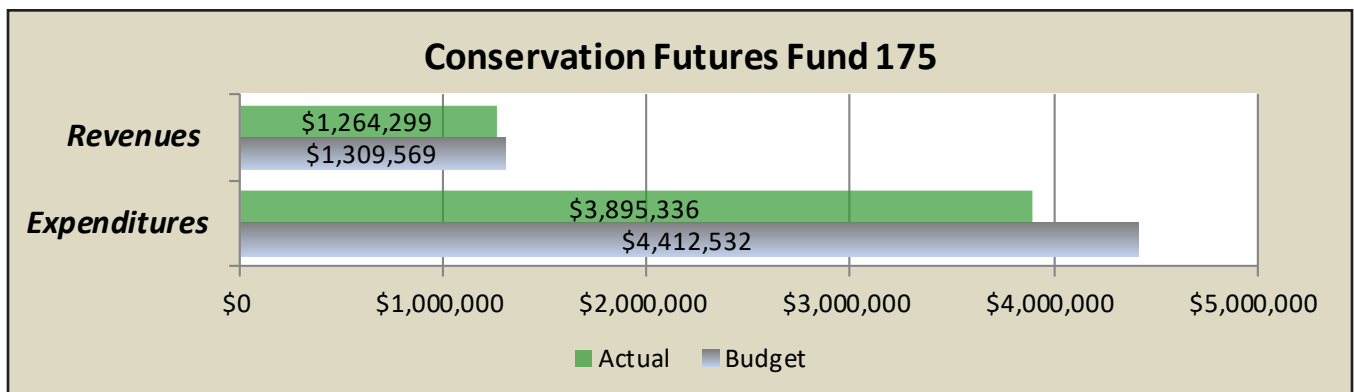 Conservation Futures Fund 175
Revenues
$1,264,299
$1,309,569
Expenditures
$3,895,336
$4,412,532
$0 $1,000,000 $2,000,000 $3,000,000 $4,000,000 $5,000,000
Actual Budget